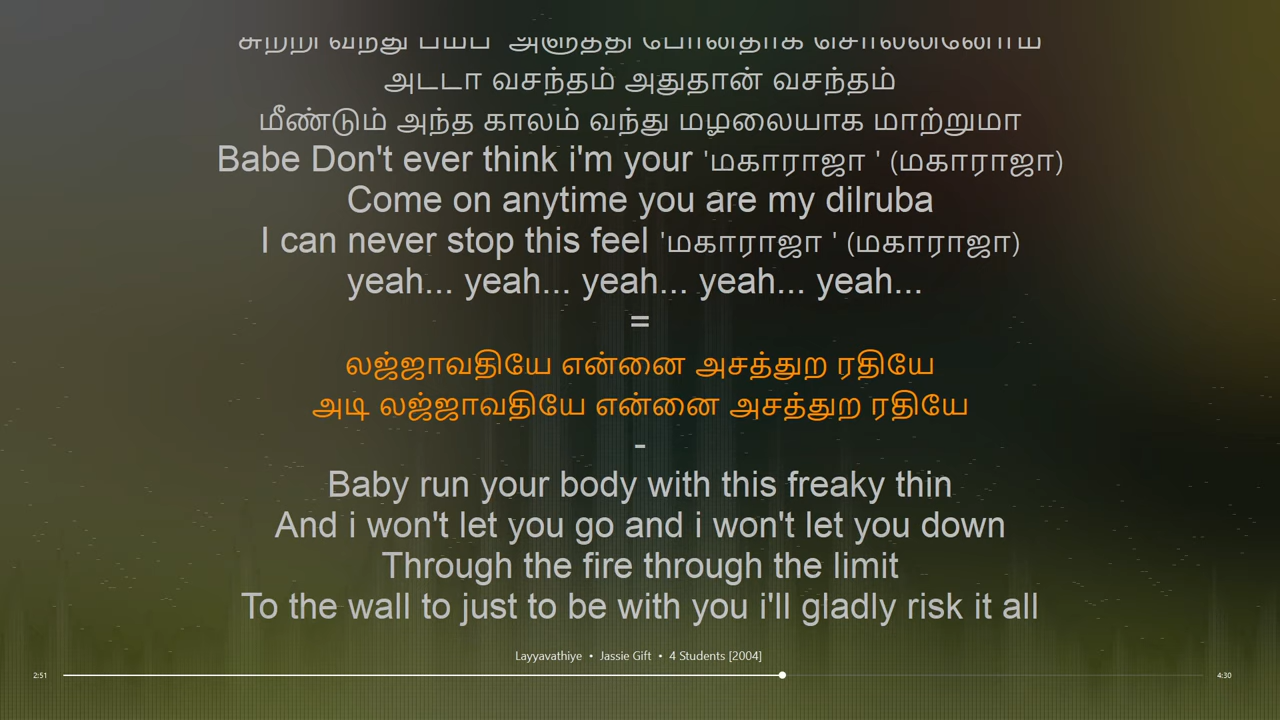 அடடா வசந்தம் அதுதான் வசந்தம்
மீண்டும் அந்த காலம் வந்து மழலையாக மாற்றுமா
Babe Don't ever think i'm your 'மகாராஜா ' (மகாராஜா)
Come on anytime you are my dilruba
I can never stop this feel 'மகாராஜா ' (மகாராஜா)
yeah... yeah... yeah... yeah... yeah...
=
லஜ்ஜாவதியே என்னை அசத்துற ரதியே
அடி லஜ்ஜாவதியே என்னை அசத்துற ரதியே
-
Baby run your body with this freaky thin
And i won't let you go and i won't let you down
Through the fire through the limit
To the wall to just to be with you i'll gladly risk it all
Layyavathiye • Jassie Gift • 4 Students [2004]
2:51 4:30